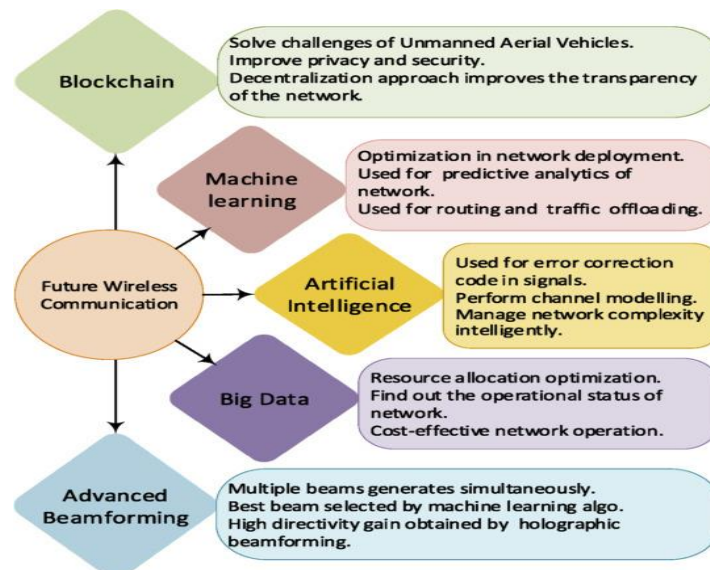 Blockchain
Solve challenges of Unmanned Aerial Vehicles.
Improve privacy and security.
Decentralization approach improves the transparency
of the network.
Machine
learning
Optimization in network deployment.
Used for predictive analytics of
network.
Used for routing and traffic offloading.
Future Wireless
Communication
Artificial
Intelligence
Used for error correction
code in signals.
Perform channel modelling.
Manage network complexity
intelligently.
Big Data
Resource allocation optimization.
Find out the operational status of
network.
Cost-effective network operation.
Advanced
Beamforming
Multiple beams generates simultaneously.
Best beam selected by machine learning algo.
High directivity gain obtained by holographic
beamforming.